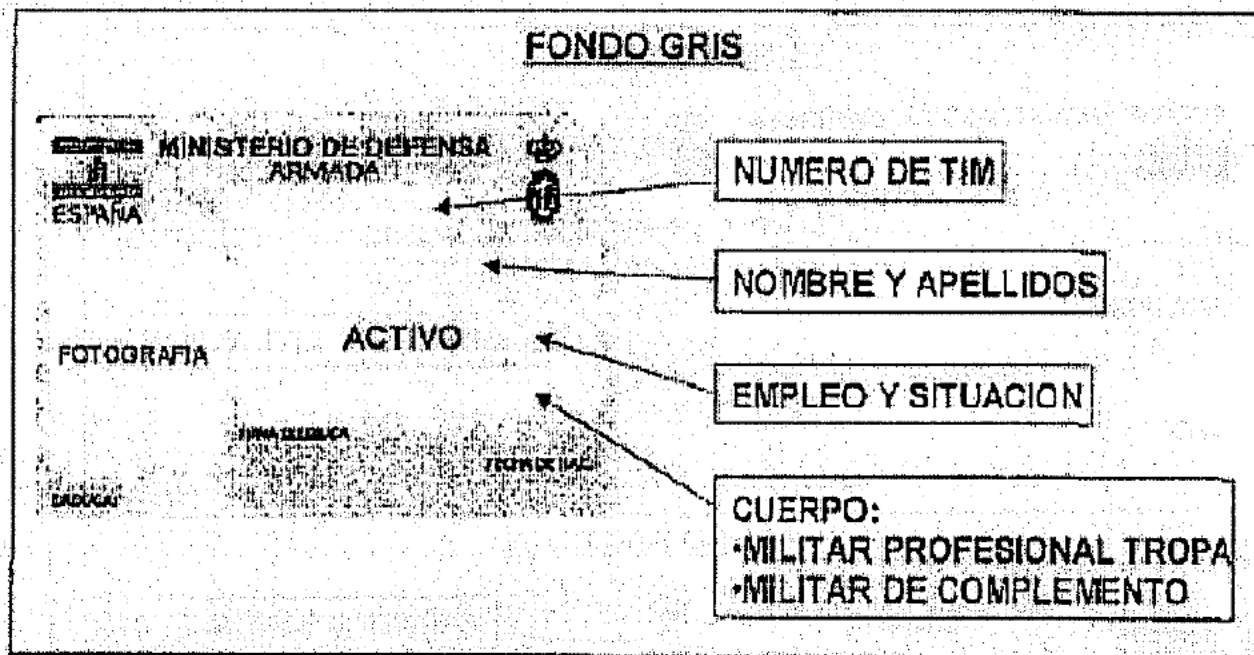 FONDO GRIS
MINISTERIO DE DEFENSA
ARMADA
ESPAÑA
NUMERO DE TIM
NOMBRE Y APELLIDOS
ACTIVO
FOTOGRAFIA
EMPLEO Y SITUACION
CUERPO:
•MILITAR PROFESIONAL TROPA
•MILITAR DE COMPLEMENTO